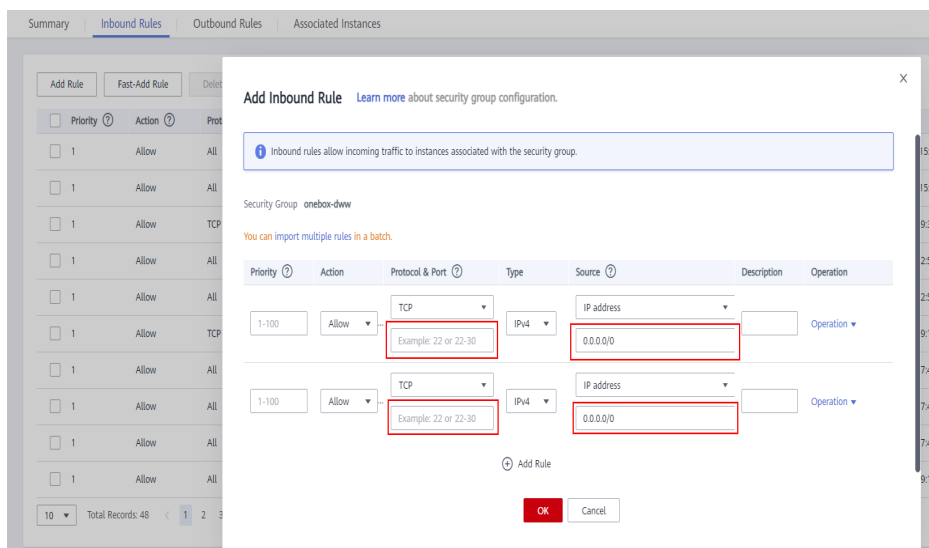 Summary Inbound Rules Outbound Rules Associated Instances
Add Rule Fast-Add Rule
Add Inbound Rule Learn more about security group configuration.
Priority Action
Inbound rules allow incoming traffic to instances associated with the security group.
1 Allow All
1 Allow All
Security Group onebox-dww
1 Allow TCP
You can import multiple rules in a batch.
1 Allow All
Priority Action Protocol & Port Type Source Description Operation
1 Allow All
TCP IP address
1-100 Allow IPv4 Operation
1 Allow TCP
Example: 22 or 22-30 0.0.0.0/0
1 Allow All
TCP IP address
1-100 Allow IPv4 Operation
1 Allow All
Example: 22 or 22-30 0.0.0.0/0
1 Allow All
Add Rule
1 Allow All
10 Total Records: 48 < 1 2 3
OK Cancel